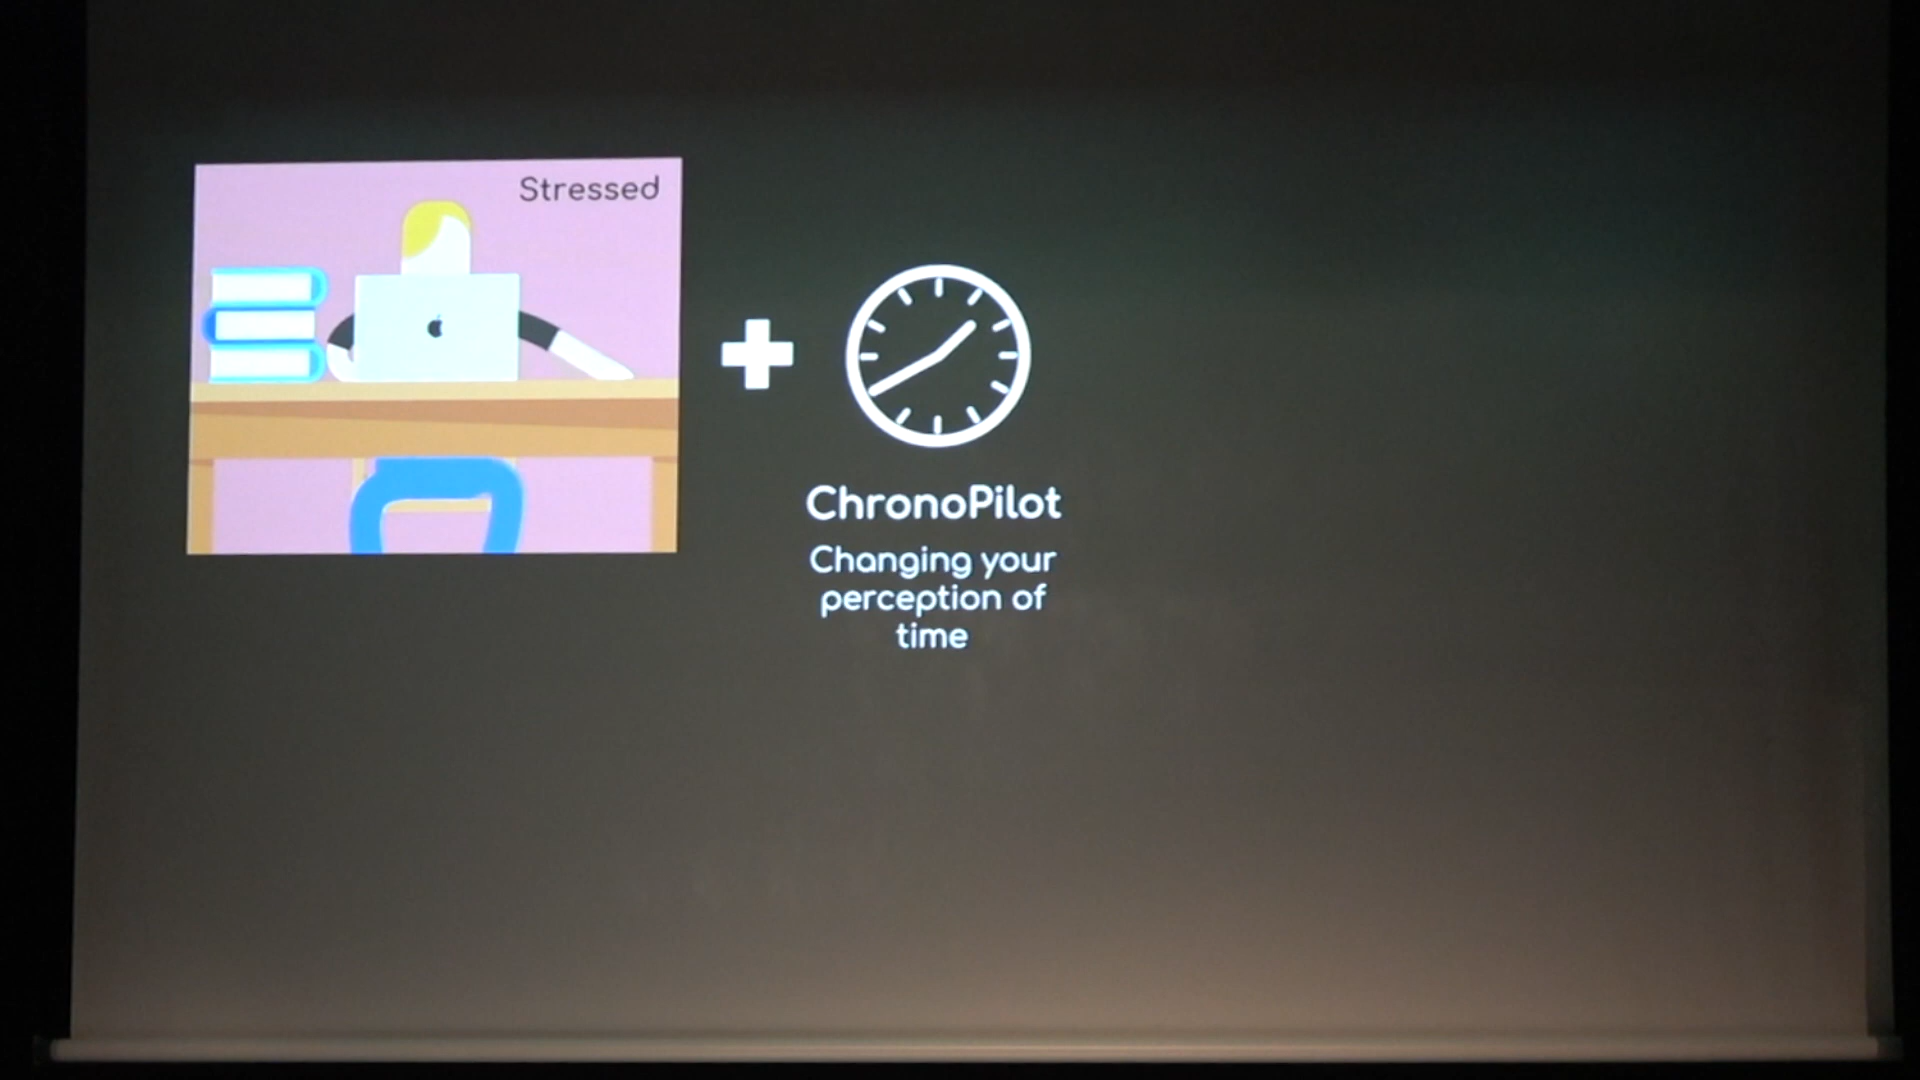 Stressed
ChronoPilot
Changing your
perception of
time